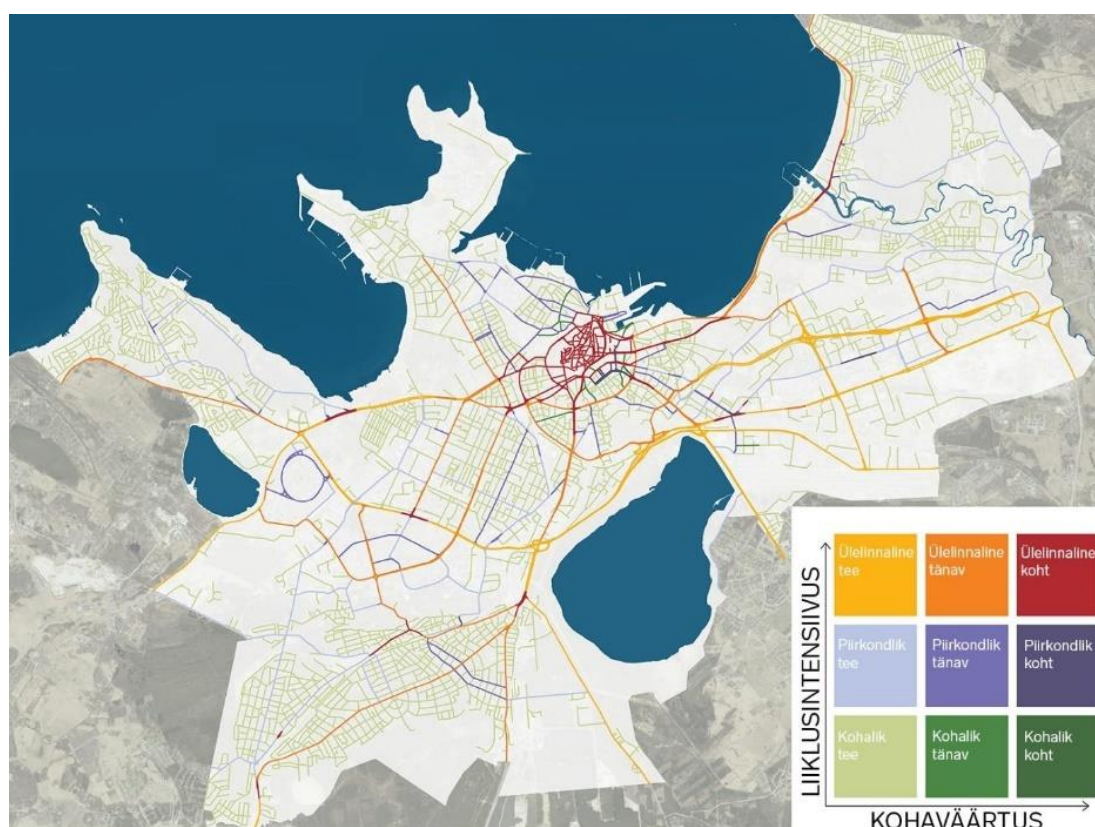 LIIKLUSINTENSIIVUS
Ülelinnaline
tee
Ülelinnaline
tänav
Ülelinnaline
koht
Piirkondlik
tee
Piirkondlik
tänav
Piirkondlik
koht
Kohalik
tee
Kohalik
tänav
Kohalik
koht
KOHAVÄÄRTUS